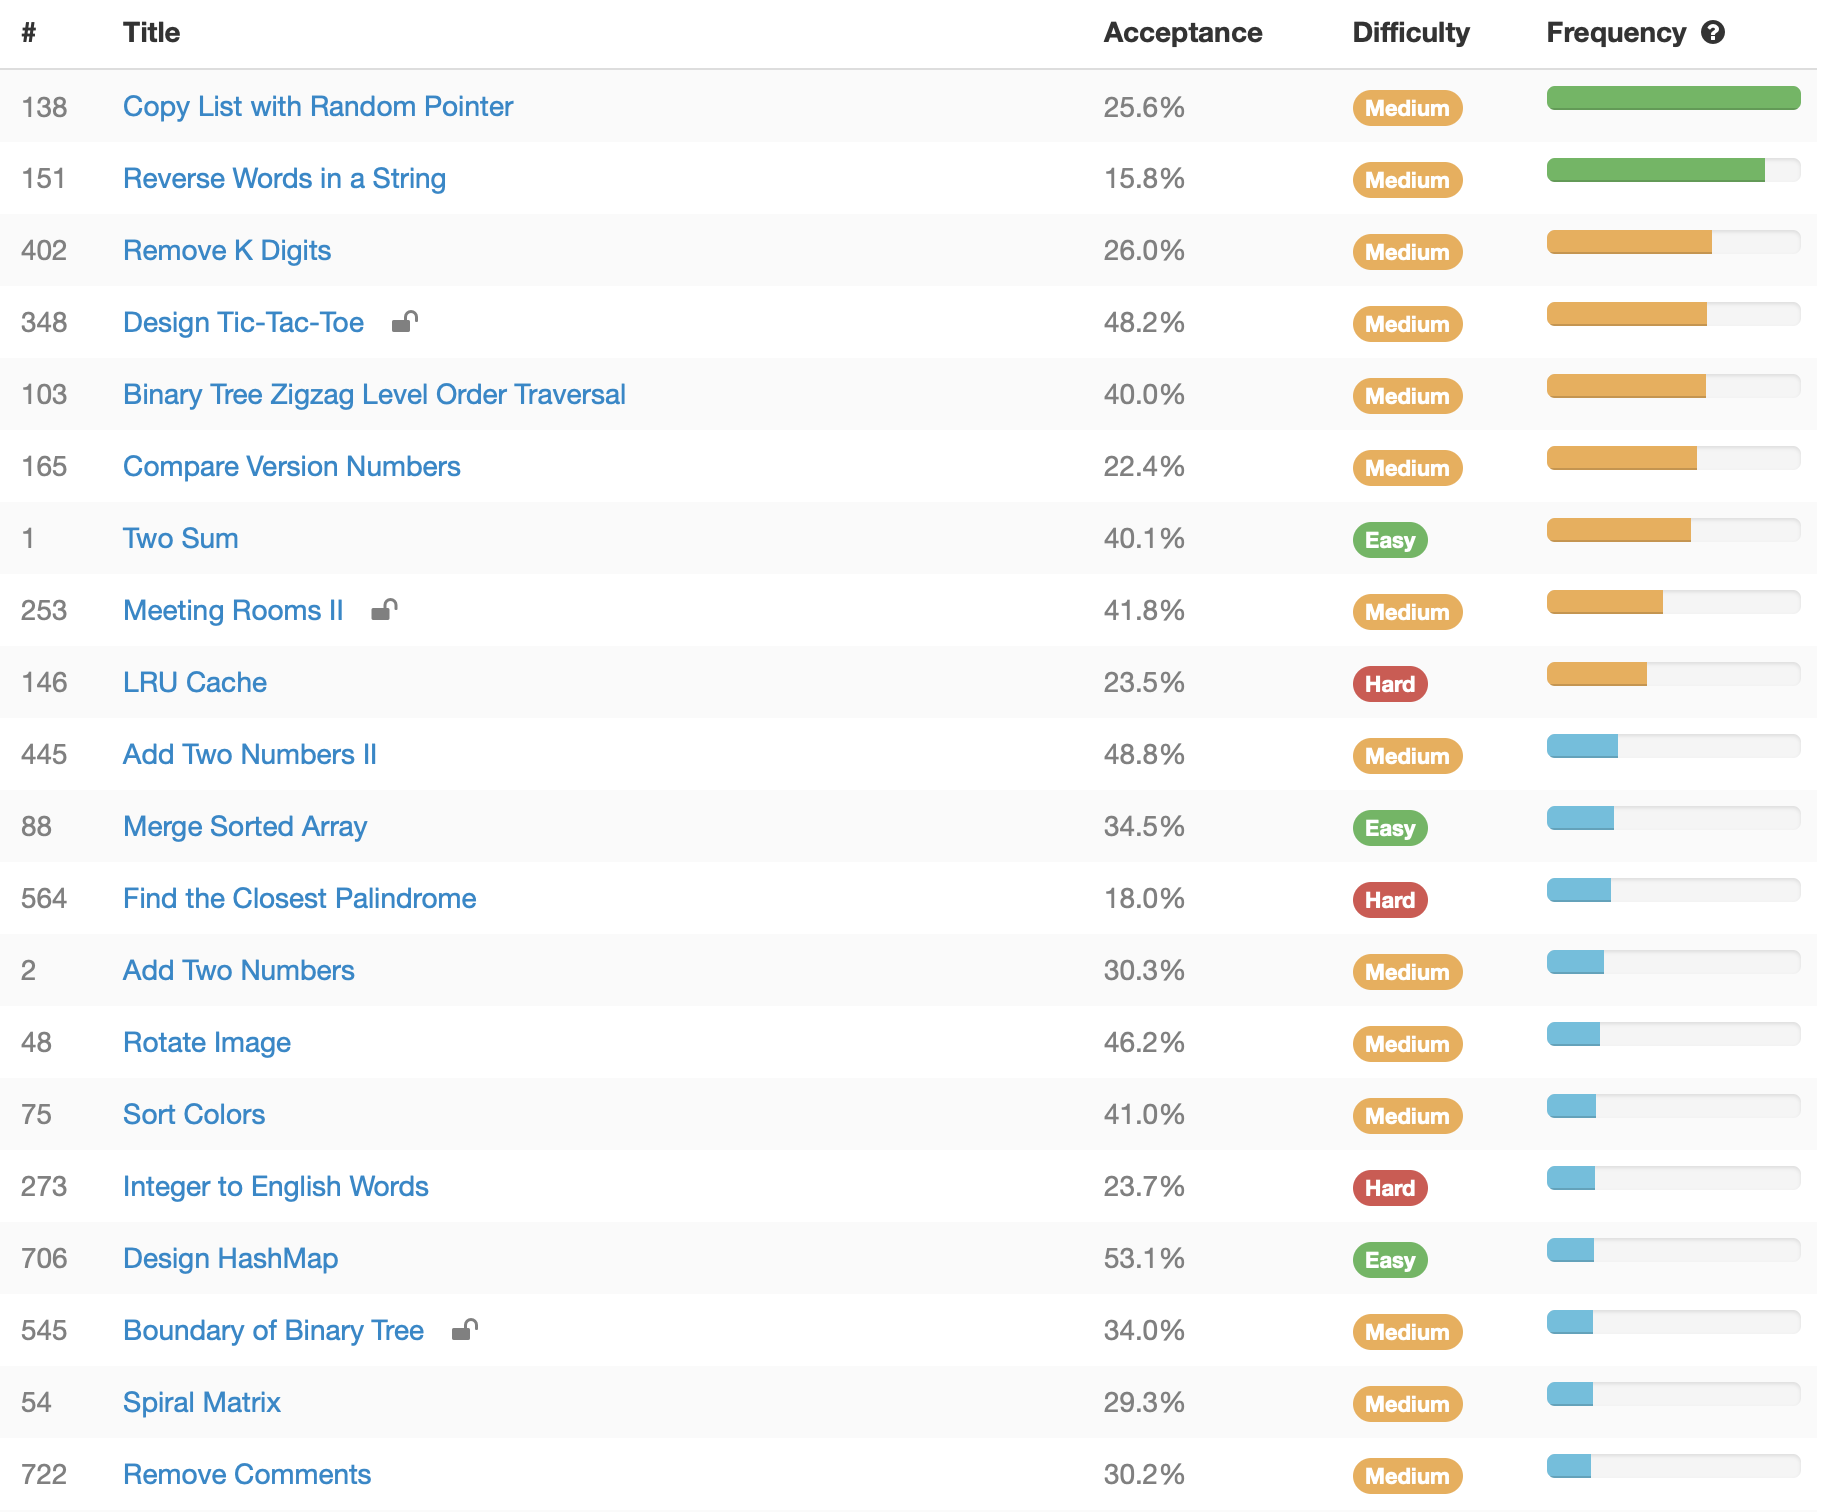 # Title Acceptance Difficulty Frequency ?
138 Copy List with Random Pointer 25.6% Medium
151 Reverse Words in a String 15.8% Medium
402 Remove K Digits 26.0% Medium
348 Design Tic-Tac-Toe 48.2% Medium
103 Binary Tree Zigzag Level Order Traversal 40.0% Medium
165 Compare Version Numbers 22.4% Medium
1 Two Sum 40.1% Easy
253 Meeting Rooms II 41.8% Medium
146 LRU Cache 23.5% Hard
445 Add Two Numbers II 48.8% Medium
88 Merge Sorted Array 34.5% Easy
564 Find the Closest Palindrome 18.0% Hard
2 Add Two Numbers 30.3% Medium
48 Rotate Image 46.2% Medium
75 Sort Colors 41.0% Medium
273 Integer to English Words 23.7% Hard
706 Design HashMap 53.1% Easy
545 Boundary of Binary Tree 34.0% Medium
54 Spiral Matrix 29.3% Medium
722 Remove Comments 30.2% Medium